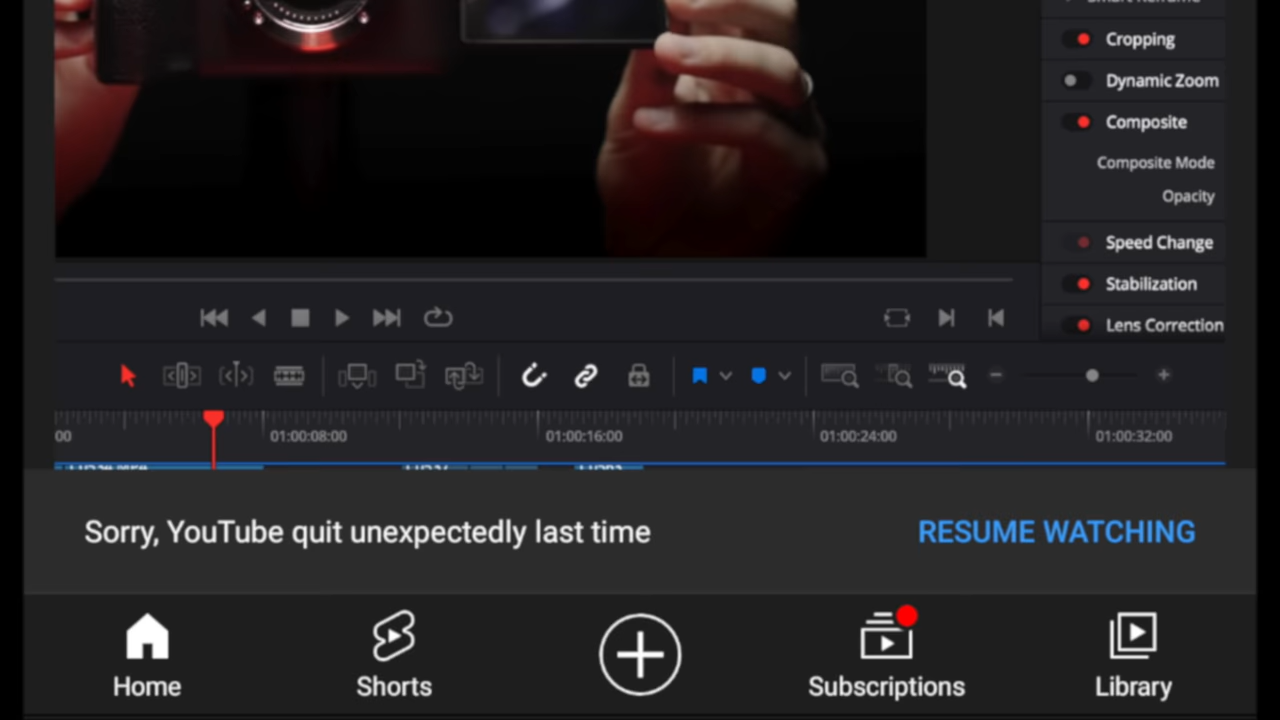 Cropping
Dynamic Zoom
Composite
Composite Mode
Opacity
Speed Change
Stabilization
Lens Correction
00
01:00:08:00
01:00:16:00
01:00:24:00
01:00:32:00
Sorry, YouTube quit unexpectedly last time
RESUME WATCHING
Home
Shorts
Subscriptions
Library